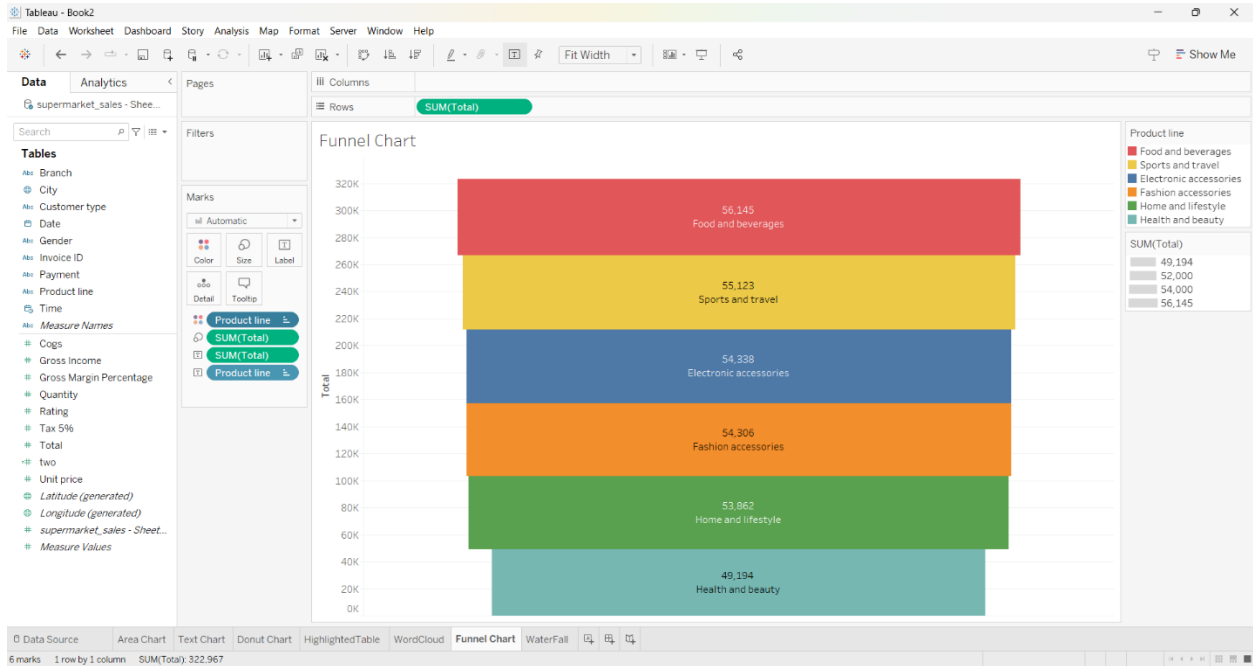 Tableau - Book2
File Data Worksheet Dashboard Story Analysis Map Format Server Window Help
Fit Width
Show Me
Data Analytics
supermarket_sales - Shee...
Search
Tables
Abc Branch
City
Abc Customer type
Date
Abc Gender
Abc Invoice ID
Abc Payment
Abc Product line
Time
Abc Measure Names
# Cogs
# Gross Income
# Gross Margin Percentage
# Quantity
# Rating
# Tax 5%
# Total
=# two
# Unit price
Latitude (generated)
Longitude (generated)
# supermarket_sales - Sheet...
# Measure Values
Pages
Filters
Marks
Automatic
Color Size Label
Detail Tooltip
Product line
SUM(Total)
SUM(Total)
Product line
Columns
Rows SUM(Total)
Funnel Chart
Total
320K
300K
280K
260K
240K
220K
200K
180K
160K
140K
120K
100K
80K
60K
40K
20K
0K
56,145
Food and beverages
55,123
Sports and travel
54,338
Electronic accessories
54,306
Fashion accessories
53,862
Home and lifestyle
49,194
Health and beauty
Product line
Food and beverages
Sports and travel
Electronic accessories
Fashion accessories
Home and lifestyle
Health and beauty
SUM(Total)
49,194
52,000
54,000
56,145
Data Source Area Chart Text Chart Donut Chart HighlightedTable WordCloud Funnel Chart WaterFall
6 marks 1 row by 1 column SUM(Total): 322,967